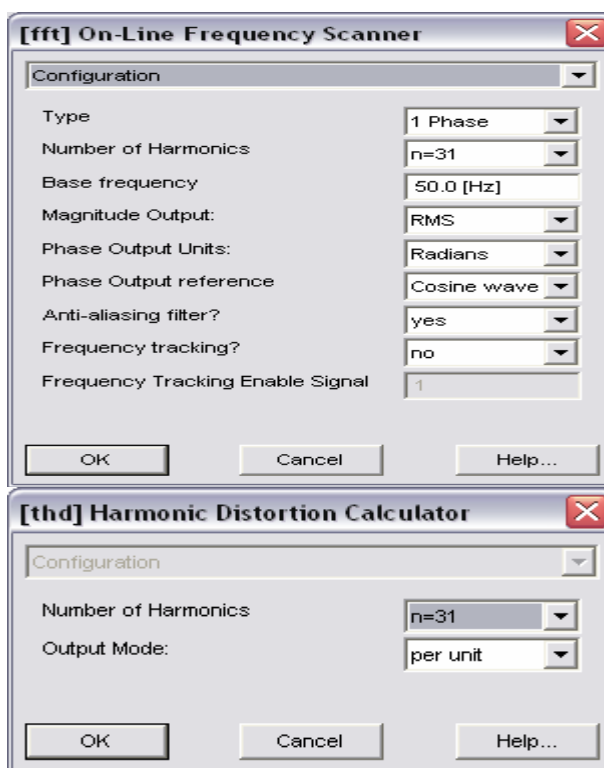 [fft] On-Line Frequency Scanner
Configuration
Type 1 Phase
Number of Harmonics n=31
Base frequency 50.0 [Hz]
Magnitude Output: RMS
Phase Output Units: Radians
Phase Output reference Cosine wave
Anti-aliasing filter? yes
Frequency tracking? no
Frequency Tracking Enable Signal 1
OK Cancel Help...
[thd] Harmonic Distortion Calculator
Configuration
Number of Harmonics n=31
Output Mode: per unit
OK Cancel Help...